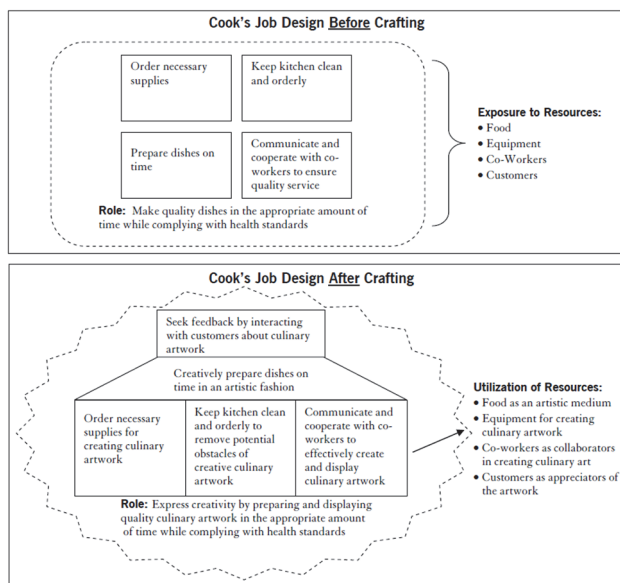 Cook's Job Design Before Crafting
Order necessary
supplies
Keep kitchen clean
and orderly
Prepare dishes on
time
Communicate and
cooperate with co-
workers to ensure
quality service
Role: Make quality dishes in the appropriate amount of
time while complying with health standards
Exposure to Resources:
• Food
• Equipment
• Co-Workers
• Customers
Cook's Job Design After Crafting
Seek feedback by interacting
with customers about culinary
artwork
Creatively prepare dishes on
time in an artistic fashion
Order necessary
supplies for
creating culinary
artwork
Keep kitchen clean
and orderly to
remove potential
obstacles of
creative culinary
artwork
Communicate and
cooperate with co-
workers to
effectively create
and display
culinary artwork
Role: Express creativity by preparing and displaying
quality culinary artwork in the appropriate amount
of time while complying with health standards
Utilization of Resources:
• Food as an artistic medium
• Equipment for creating
culinary artwork
• Co-workers as collaborators
in creating culinary art
• Customers as appreciators of
the artwork